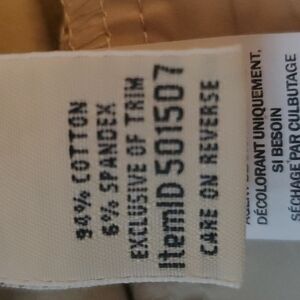 94% COTTON
6% SPANDEX
EXCLUSIVE OF TRIM
ItemID 501507
CARE ON REVERSE
DÉCOLORANT UNIQUEMENT,
SI BESOIN
SÉCHAGE PAR CULBUTAGE